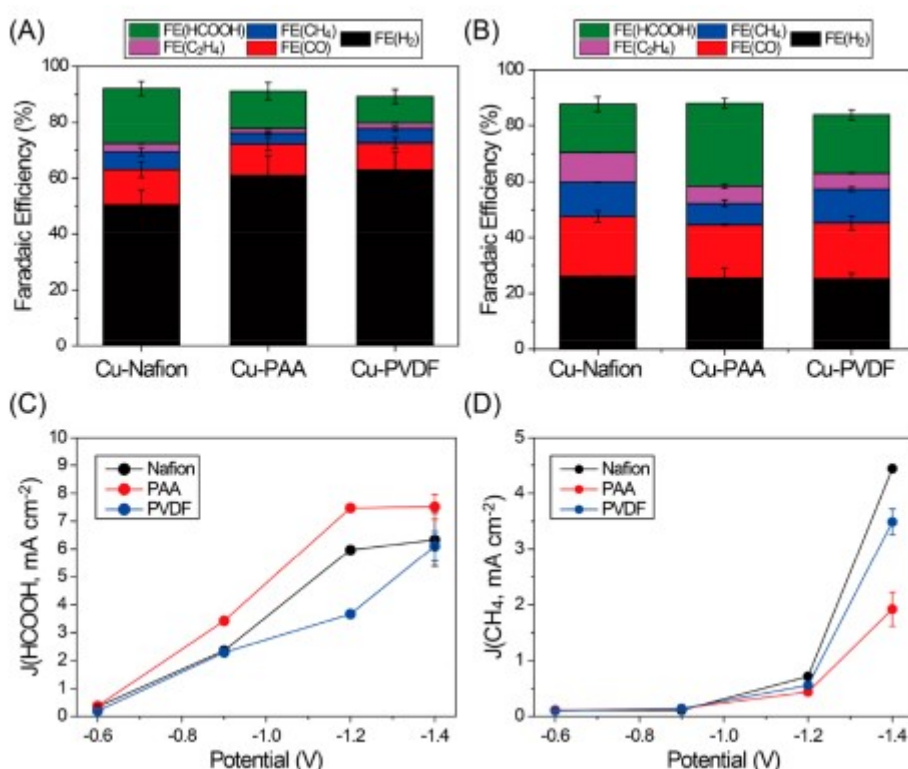 (A)
FE(HCOOH) FE(CH₄) FE(H₂)
FE(C₂H₄) FE(CO)
Faradaic Efficiency (%)
100
80
60
40
20
0
Cu-Nafion Cu-PAA Cu-PVDF
(B)
FE(HCOOH) FE(CH₄) FE(H₂)
FE(C₂H₄) FE(CO)
Faradaic Efficiency (%)
100
80
60
40
20
0
Cu-Nafion Cu-PAA Cu-PVDF
(C)
Nafion
PAA
PVDF
J(HCOOH, mA cm⁻²)
10
9
8
7
6
5
4
3
2
1
0
-0.6 -0.8 -1.0 -1.2 -1.4
Potential (V)
(D)
Nafion
PAA
PVDF
J(CH₄, mA cm⁻²)
5
4
3
2
1
0
-0.6 -0.8 -1.0 -1.2 -1.4
Potential (V)